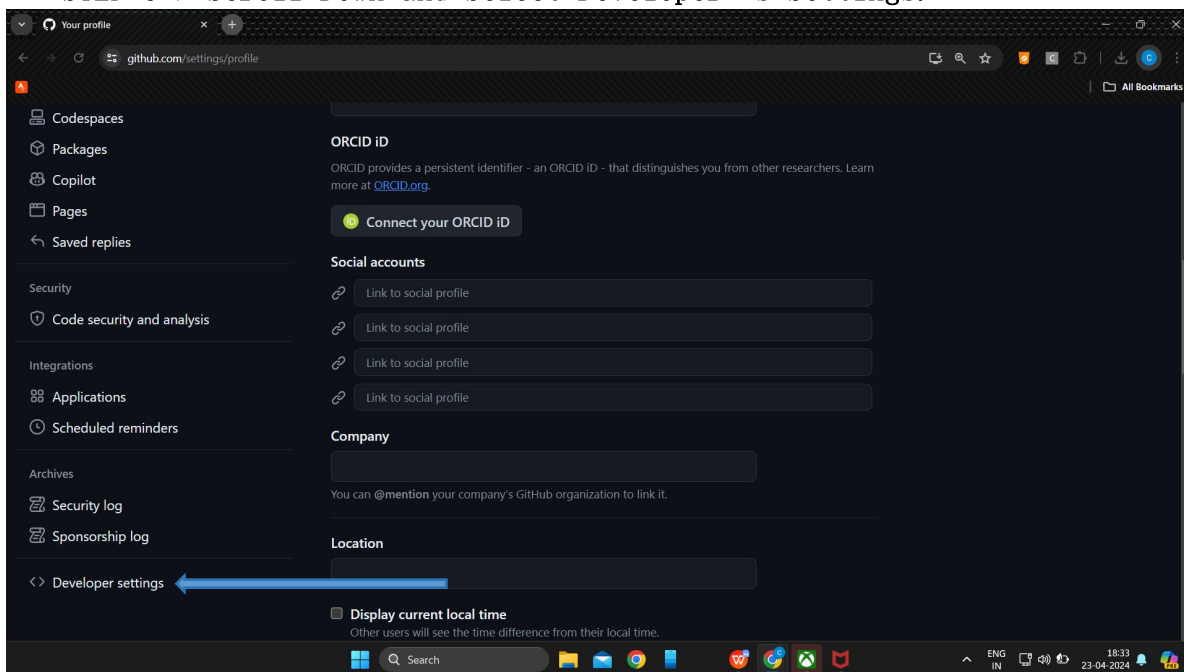 Your profile
github.com/settings/profile
All Bookmarks
Codespaces
Packages
Copilot
Pages
Saved replies
Security
Code security and analysis
Integrations
Applications
Scheduled reminders
Archives
Security log
Sponsorship log
Developer settings
ORCID iD
ORCID provides a persistent identifier - an ORCID iD - that distinguishes you from other researchers. Learn
more at ORCID.org.
iD Connect your ORCID iD
Social accounts
Link to social profile
Link to social profile
Link to social profile
Link to social profile
Company
You can @mention your company's GitHub organization to link it.
Location
Display current local time
Other users will see the time difference from their local time.
Search
ENG
IN
18:33
23-04-2024